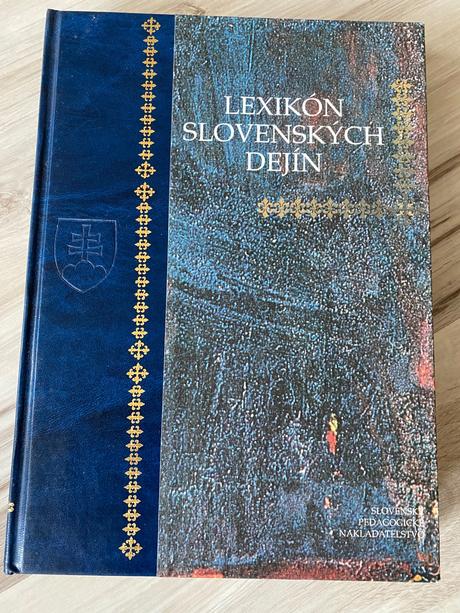 LEXIKÓN
SLOVENSKÝCH
DEJÍN
SLOVENSKÉ
PEDAGOGICKÉ
NAKLADATEĽSTVO